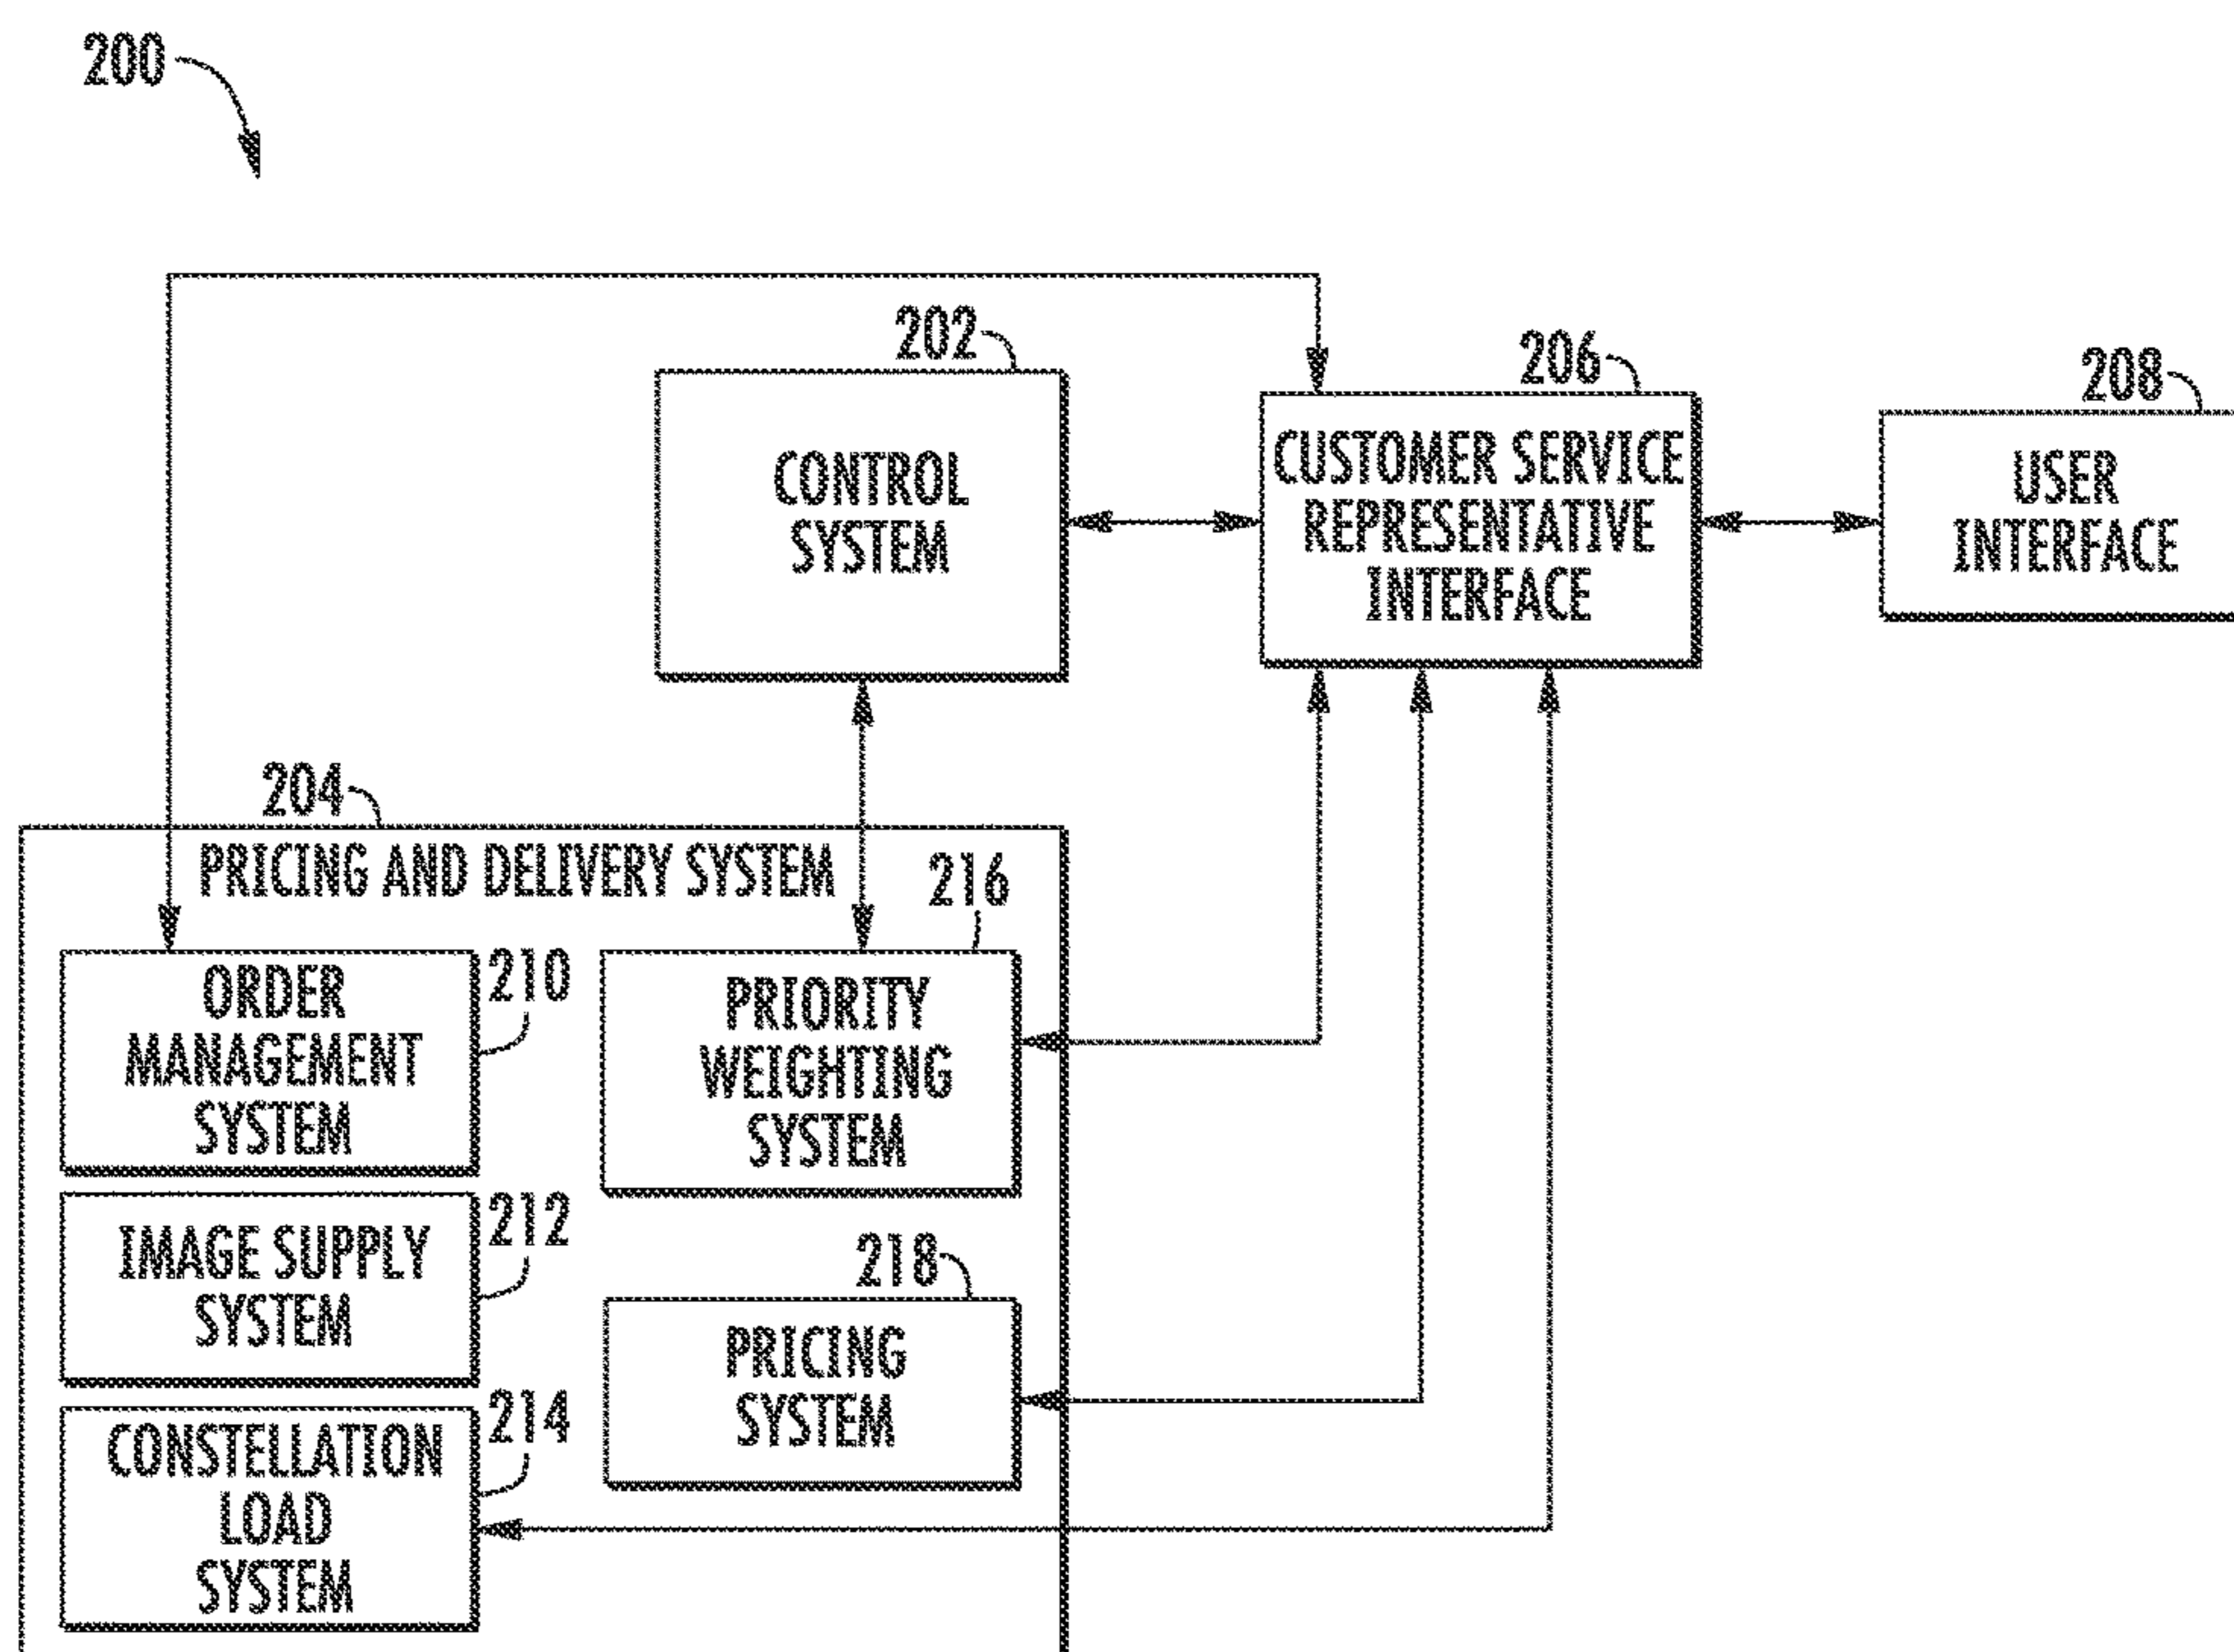 200
202
CONTROL
SYSTEM
206
CUSTOMER SERVICE
REPRESENTATIVE
INTERFACE
208
USER
INTERFACE
204
PRICING AND DELIVERY SYSTEM
210
ORDER
MANAGEMENT
SYSTEM
216
PRIORITY
WEIGHTING
SYSTEM
212
IMAGE SUPPLY
SYSTEM
218
PRICING
SYSTEM
214
CONSTELLATION
LOAD
SYSTEM